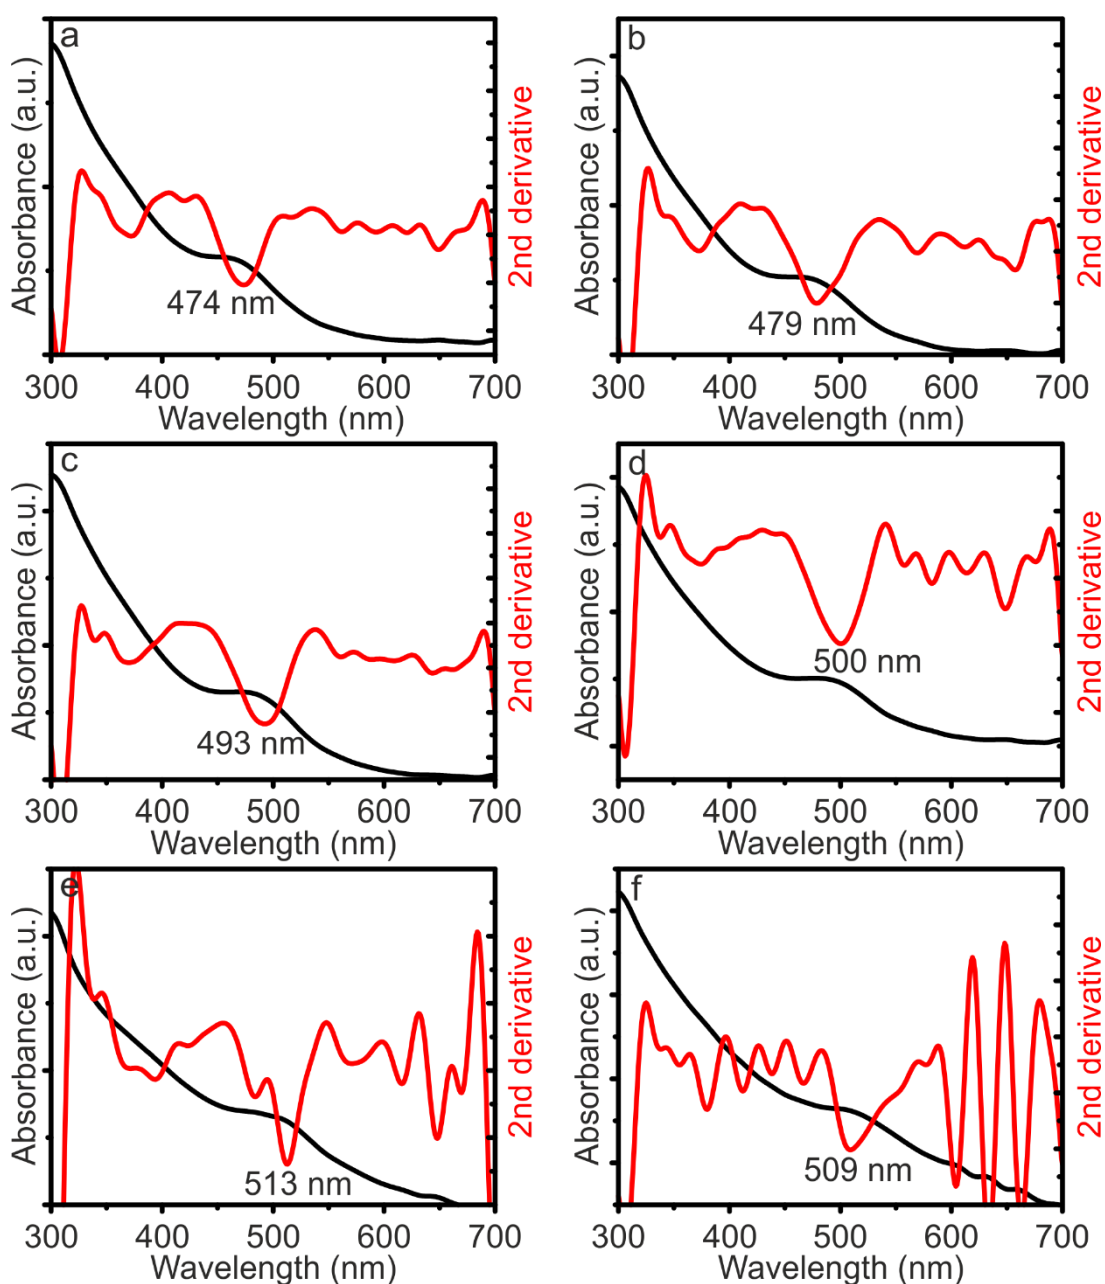 a
Absorbance (a.u.)
2nd derivative
474 nm
300 400 500 600 700
Wavelength (nm)
b
Absorbance (a.u.)
2nd derivative
479 nm
300 400 500 600 700
Wavelength (nm)
c
Absorbance (a.u.)
2nd derivative
493 nm
300 400 500 600 700
Wavelength (nm)
d
Absorbance (a.u.)
2nd derivative
500 nm
300 400 500 600 700
Wavelength (nm)
e
Absorbance (a.u.)
2nd derivative
513 nm
300 400 500 600 700
Wavelength (nm)
f
Absorbance (a.u.)
2nd derivative
509 nm
300 400 500 600 700
Wavelength (nm)